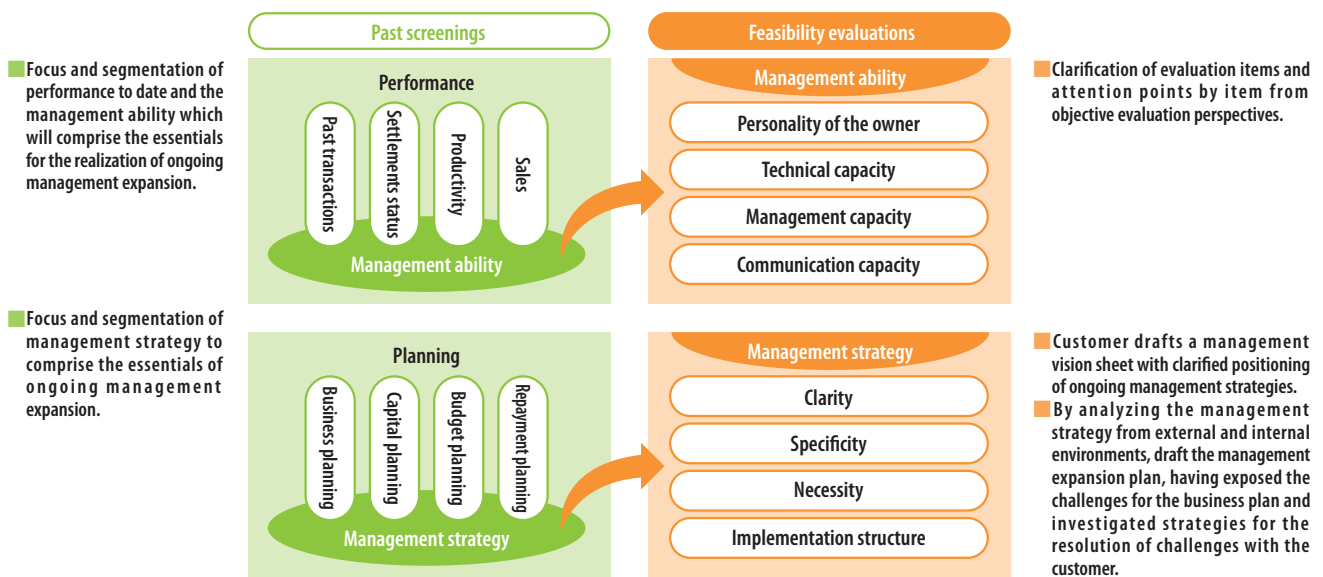 Past screenings
Feasibility evaluations
■Focus and segmentation of
performance to date and the
management ability which
will comprise the essentials
for the realization of ongoing
management expansion.
Performance
Past transactions
Settlements status
Productivity
Sales
Management ability
Management ability
Personality of the owner
Technical capacity
Management capacity
Communication capacity
■Clarification of evaluation items and
attention points by item from
objective evaluation perspectives.
■Focus and segmentation of
management strategy to
comprise the essentials of
ongoing management
expansion.
Planning
Business planning
Capital planning
Budget planning
Repayment planning
Management strategy
Management strategy
Clarity
Specificity
Necessity
Implementation structure
■Customer drafts a management
vision sheet with clarified positioning
of ongoing management strategies.
■By analyzing the management
strategy from external and internal
environments, draft the management
expansion plan, having exposed the
challenges for the business plan and
investigated strategies for the
resolution of challenges with the
customer.